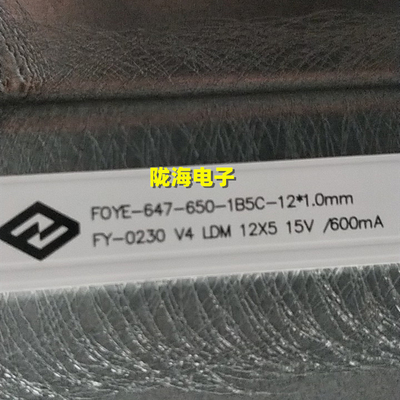 陇海电子
FOYE-647-650-1B5C-12*1.0mm
FY-0230 V4 LDM 12X5 15V /600mA